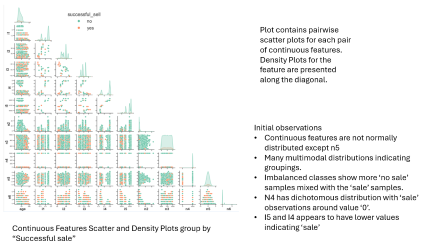 successful_sell
no
yes
Plot contains pairwise
scatter plots for each pair
of continuous features.
Density Plots for the
feature are presented
along the diagonal.
Initial observations
• Continuous features are not normally
distributed except n5
• Many multimodal distributions indicating
groupings.
• Imbalanced classes show more 'no sale'
samples mixed with the 'sale' samples.
• N4 has dichotomous distribution with 'sale'
observations around value '0'.
• I5 and I4 appears to have lower values
indicating 'sale'
Continuous Features Scatter and Density Plots group by
"Successful sale"